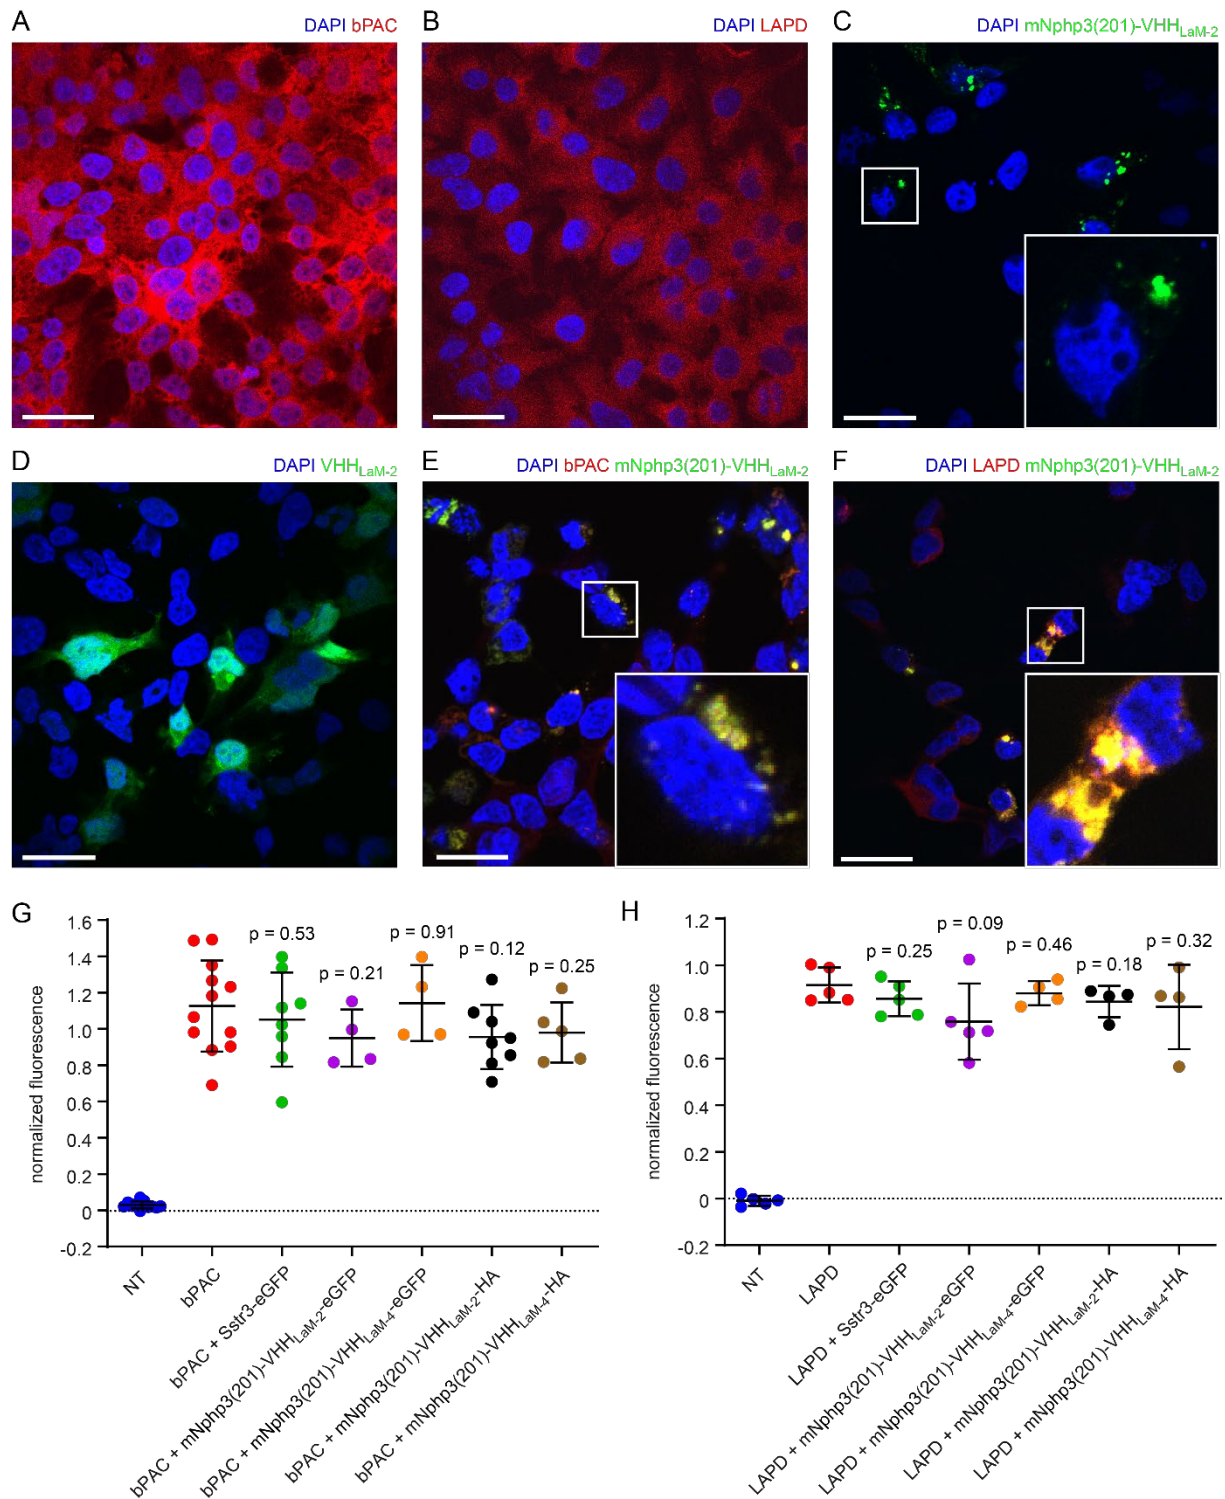 A
DAPI bPAC
B
DAPI LAPD
C
DAPI mNphp3(201)-VHHLaM-2
D
DAPI VHHLaM-2
E
DAPI bPAC mNphp3(201)-VHHLaM-2
F
DAPI LAPD mNphp3(201)-VHHLaM-2
G
normalized fluorescence
1.6
1.4
1.2
1.0
0.8
0.6
0.4
0.2
0
-0.2
p = 0.53
p = 0.21
p = 0.91
p = 0.12
p = 0.25
NT
bPAC
bPAC + Sstr3-eGFP
bPAC + mNphp3(201)-VHHLaM-2-eGFP
bPAC + mNphp3(201)-VHHLaM-4-eGFP
bPAC + mNphp3(201)-VHHLaM-2-HA
bPAC + mNphp3(201)-VHHLaM-4-HA
H
normalized fluorescence
1.2
1.0
0.8
0.6
0.4
0.2
0
-0.2
p = 0.25
p = 0.09
p = 0.46
p = 0.18
p = 0.32
NT
LAPD
LAPD + Sstr3-eGFP
LAPD + mNphp3(201)-VHHLaM-2-eGFP
LAPD + mNphp3(201)-VHHLaM-4-eGFP
LAPD + mNphp3(201)-VHHLaM-2-HA
LAPD + mNphp3(201)-VHHLaM-4-HA